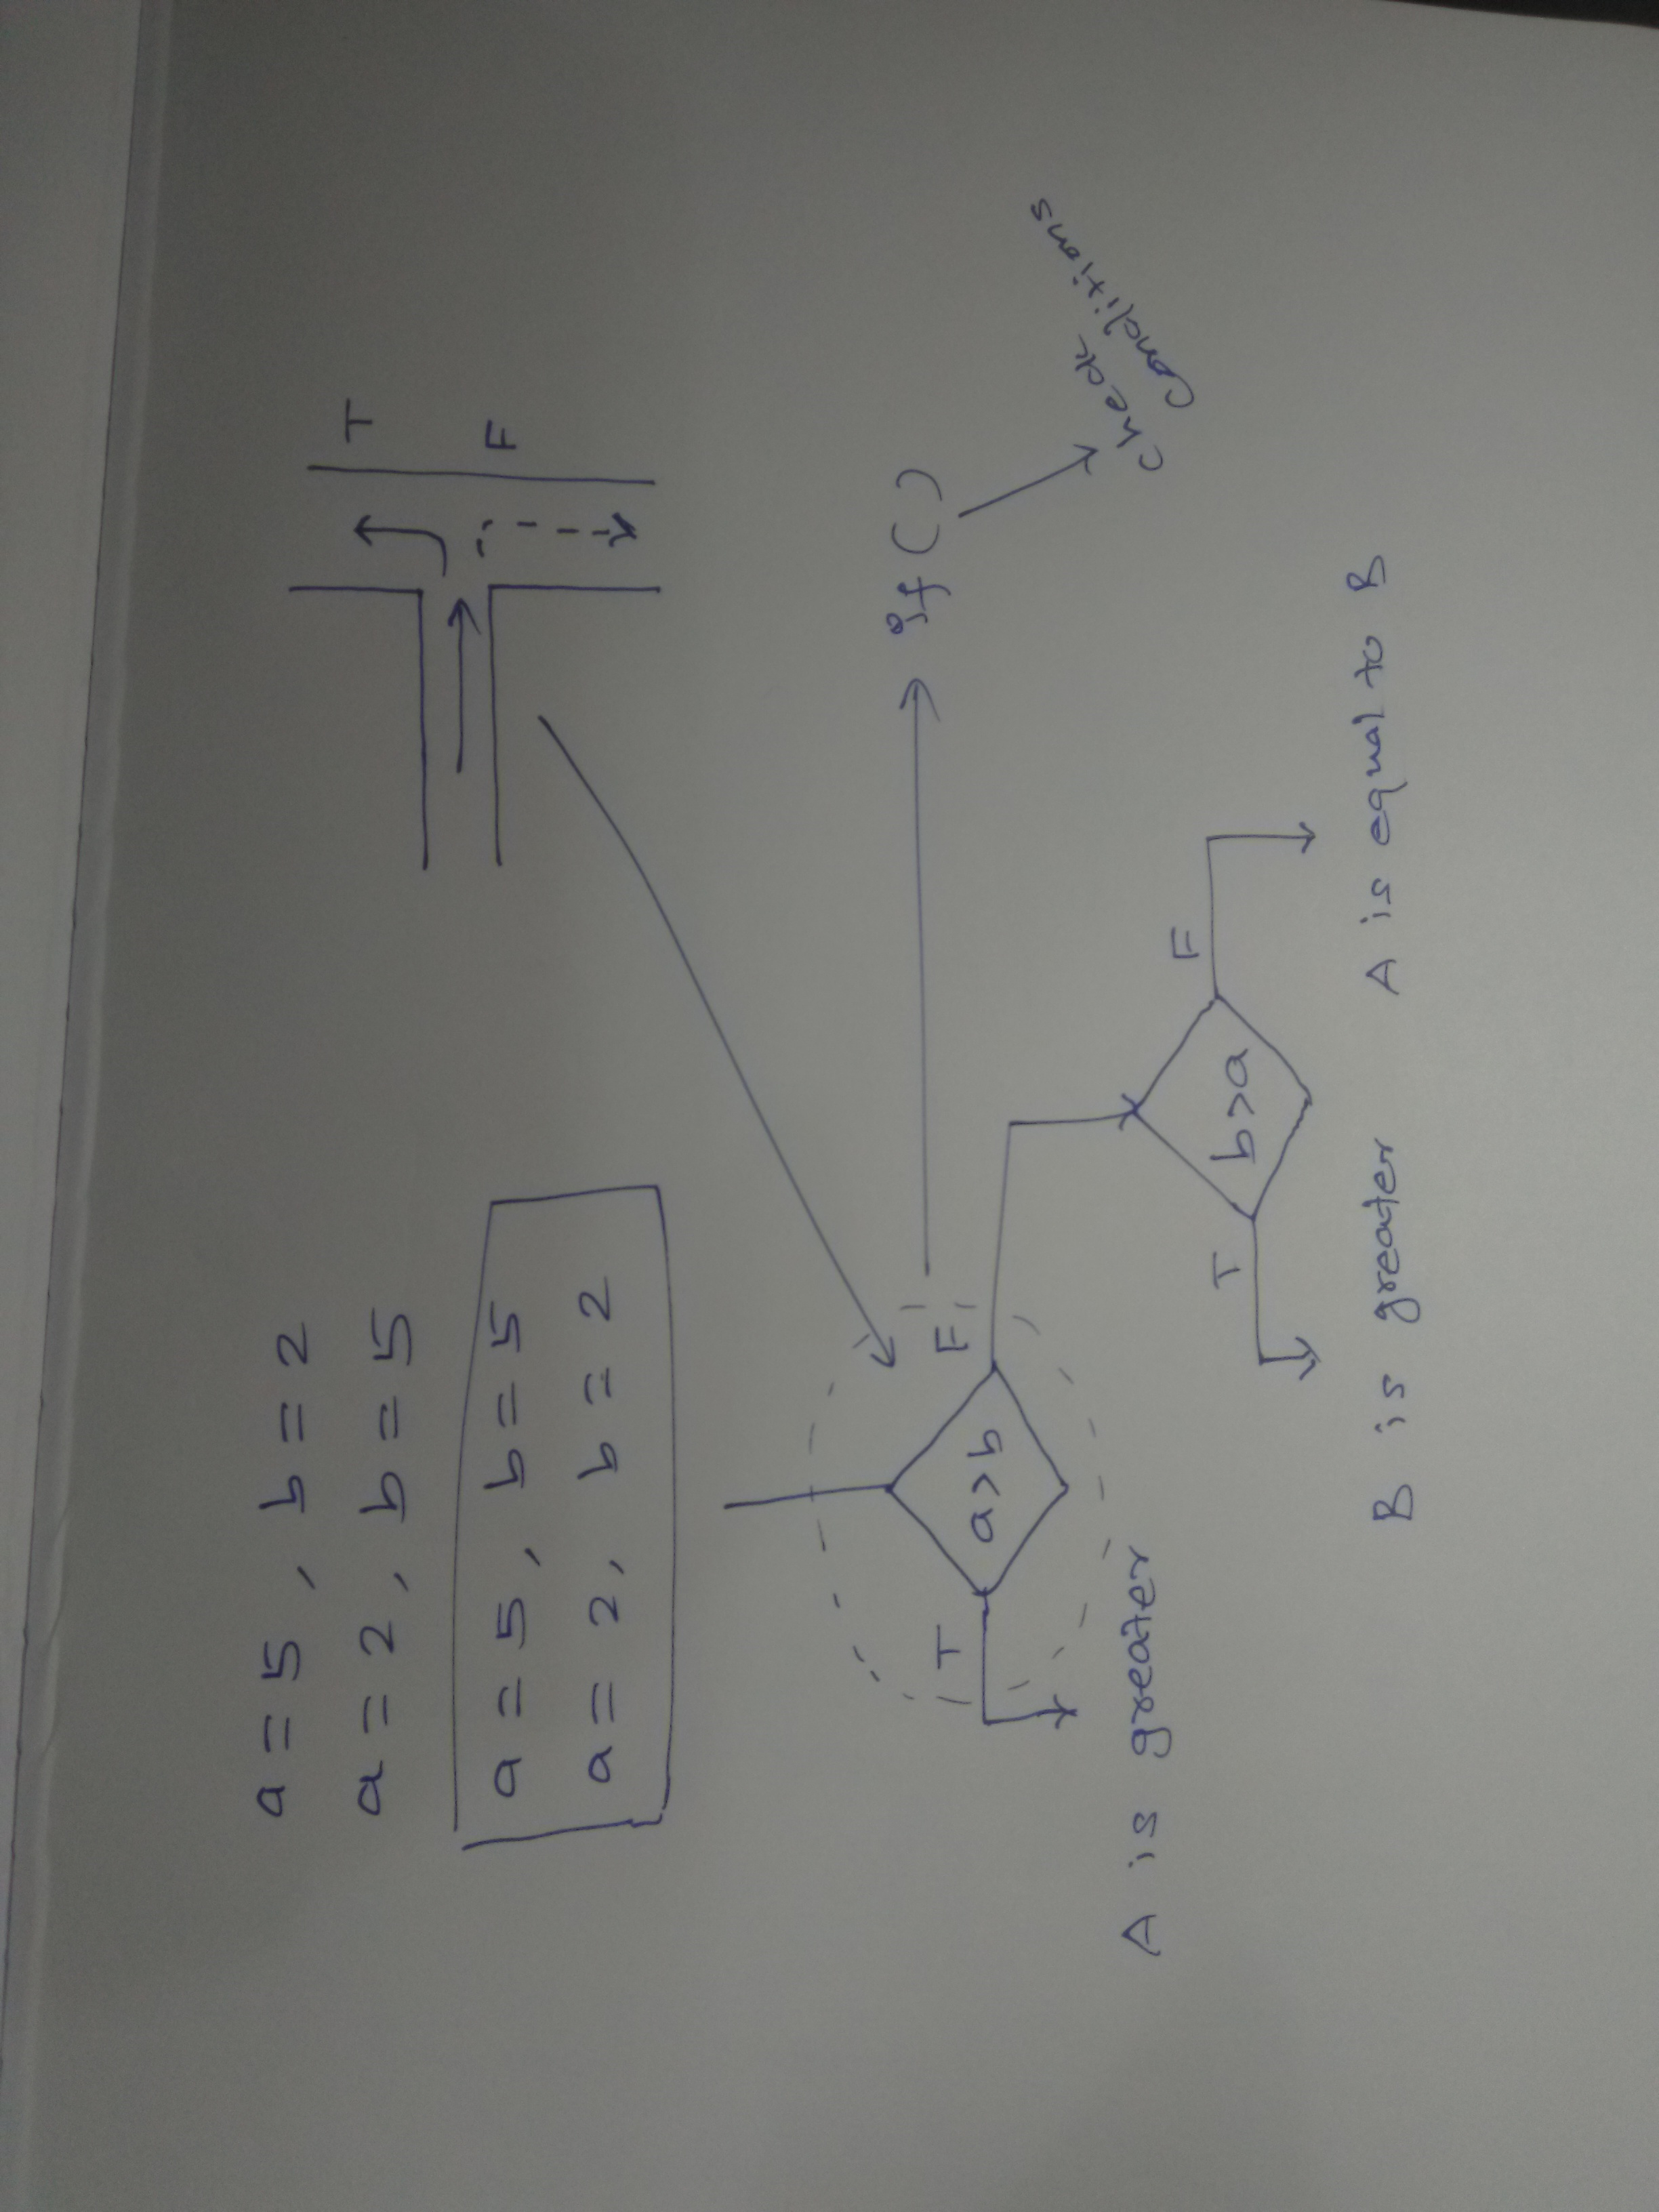 a = 5 , b = 2
a = 2, b = 5
a = 5, b = 5
a = 2, b = 2
T
F
T
a>b
F
if ()
check
conditions
A is greater
T
b>a
F
B is greater
A is equal to B